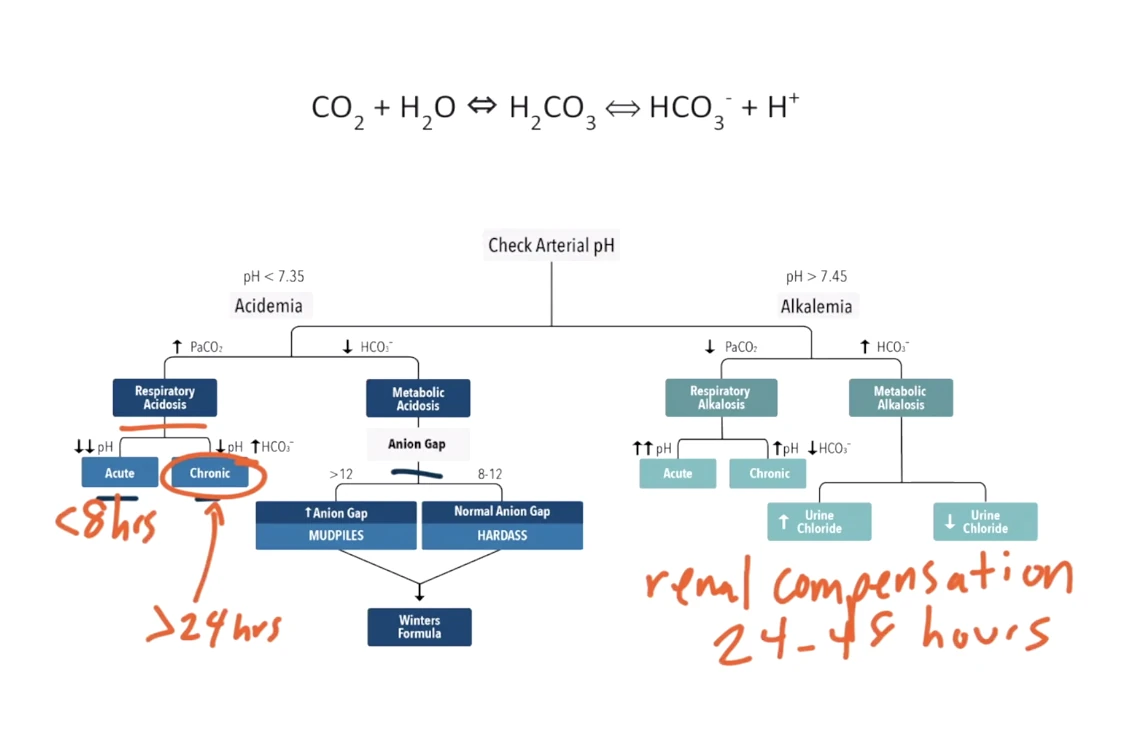 CO₂ + H₂O ⇔ H₂CO₃ ⇔ HCO₃⁻ + H⁺
Check Arterial pH
pH < 7.35
pH > 7.45
Acidemia
Alkalemia
↑ PaCO₂
↓ HCO₃⁻
↓ PaCO₂
↑ HCO₃⁻
Respiratory
Acidosis
Metabolic
Acidosis
Respiratory
Alkalosis
Metabolic
Alkalosis
↓↓ pH
↓pH ↑HCO₃⁻
Anion Gap
↑↑ pH
↑pH ↓HCO₃⁻
Acute
Chronic
>12
8-12
Acute
Chronic
<8hrs
↑ Anion Gap
MUDPILES
Normal Anion Gap
HARDASS
↑ Urine
Chloride
↓ Urine
Chloride
>24hrs
Winters
Formula
renal compensation
24-48 hours